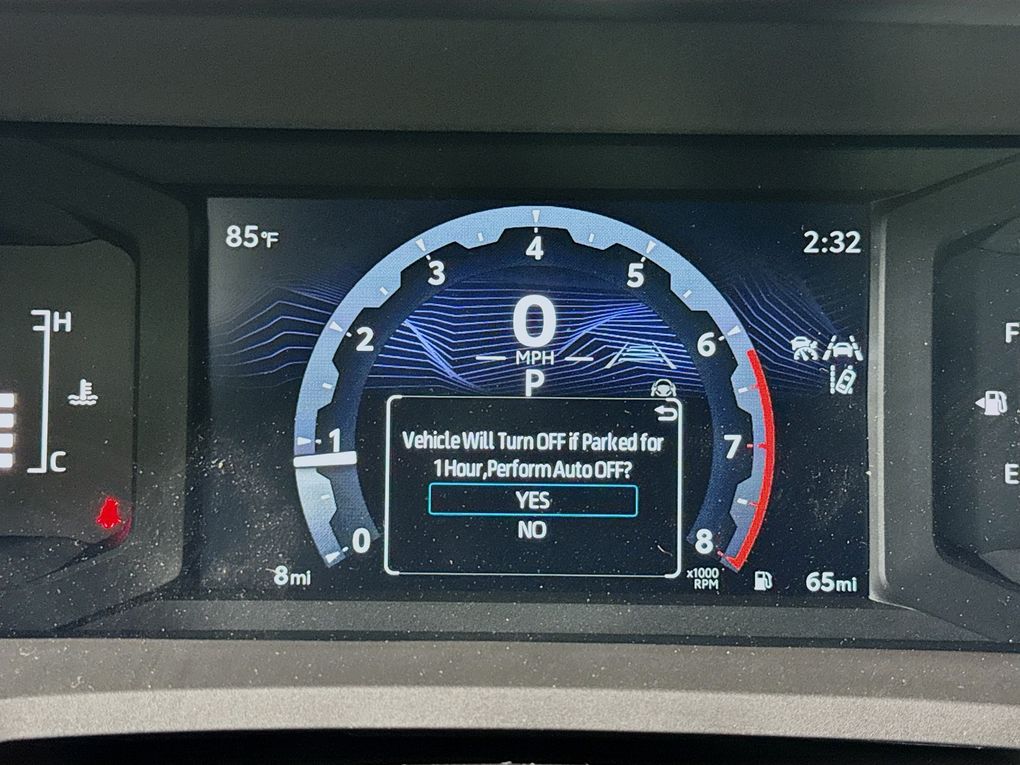 85°F
2:32
4
3
5
H
0
F
2
6
MPH
P
1
Vehicle Will Turn OFF if Parked for
7
1 Hour,Perform Auto OFF?
C
E
YES
NO
0
8
8mi
x1000
RPM
65mi